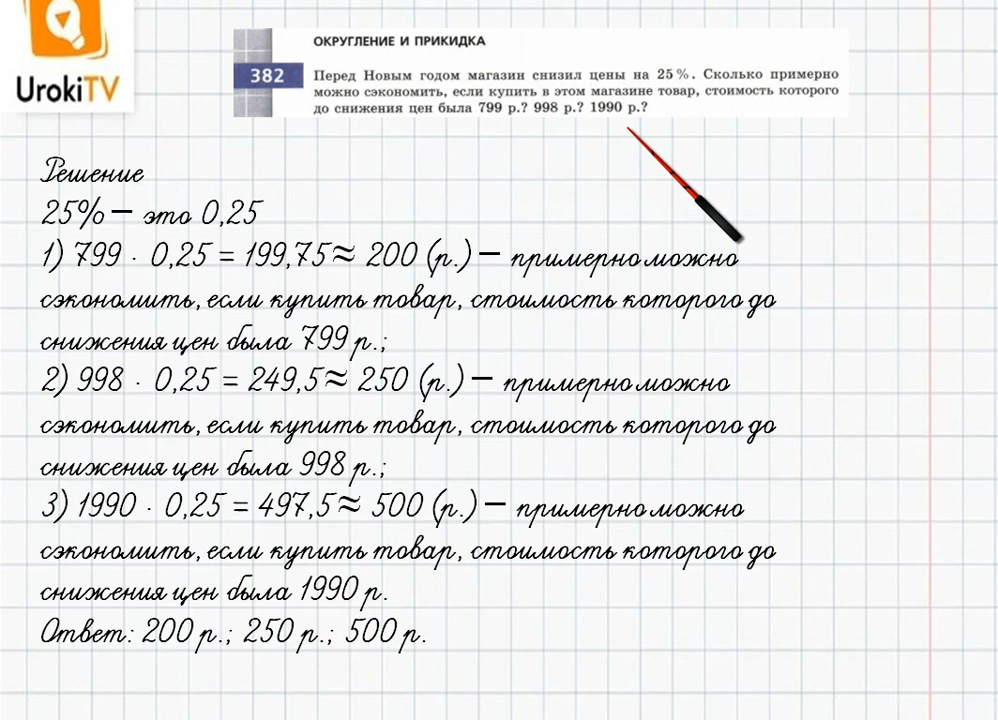 UrokiTV
ОКРУГЛЕНИЕ И ПРИКИДКА
382
Перед Новым годом магазин снизил цены на 25%. Сколько примерно
можно сэкономить, если купить в этом магазине товар, стоимость которого
до снижения цен была 799 р.? 998 р.? 1990 р.?
Решение
25% — это 0,25
1) 799 · 0,25 = 199,75 ≈ 200 (р.) — примерно можно
сэкономить, если купить товар, стоимость которого до
снижения цен была 799 р.;
2) 998 · 0,25 = 249,5 ≈ 250 (р.) — примерно можно
сэкономить, если купить товар, стоимость которого до
снижения цен была 998 р.;
3) 1990 · 0,25 = 497,5 ≈ 500 (р.) — примерно можно
сэкономить, если купить товар, стоимость которого до
снижения цен была 1990 р.
Ответ: 200 р.; 250 р.; 500 р.